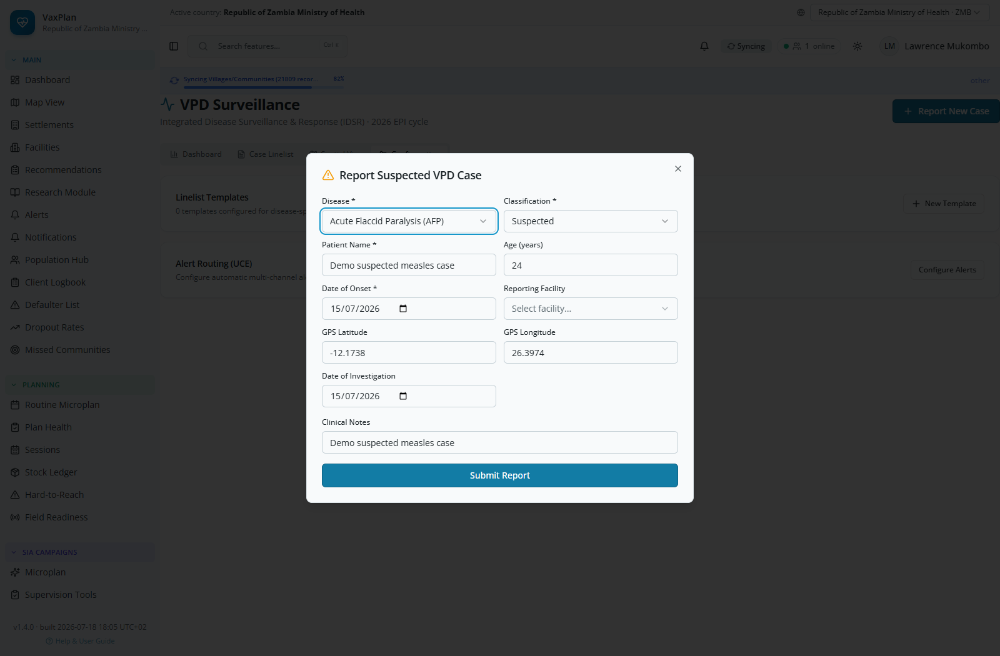 VaxPlan
Republic of Zambia Ministry ...
Active country: Republic of Zambia Ministry of Health
Republic of Zambia Ministry of Health · ZMB
Search features...
Ctrl K
Syncing
1 online
LM
Lawrence Mukombo
Syncing Villages/Communities (21809 recor...
82%
other
MAIN
Dashboard
Map View
Settlements
Facilities
Recommendations
Research Module
Alerts
Notifications
Population Hub
Client Logbook
Defaulter List
Dropout Rates
Missed Communities
PLANNING
Routine Microplan
Plan Health
Sessions
Stock Ledger
Hard-to-Reach
Field Readiness
SIA CAMPAIGNS
Microplan
Supervision Tools
v1.4.0 · built 2026-07-18 18:05 UTC+02
Help & User Guide
VPD Surveillance
Integrated Disease Surveillance & Response (IDSR) · 2026 EPI cycle
Report New Case
Dashboard
Case Linelist
Linelist Templates
0 templates configured for disease-sp
New Template
Alert Routing (UCE)
Configure automatic multi-channel al
Configure Alerts
Report Suspected VPD Case
Disease *
Acute Flaccid Paralysis (AFP)
Classification *
Suspected
Patient Name *
Demo suspected measles case
Age (years)
24
Date of Onset *
15/07/2026
Reporting Facility
Select facility...
GPS Latitude
-12.1738
GPS Longitude
26.3974
Date of Investigation
15/07/2026
Clinical Notes
Demo suspected measles case
Submit Report